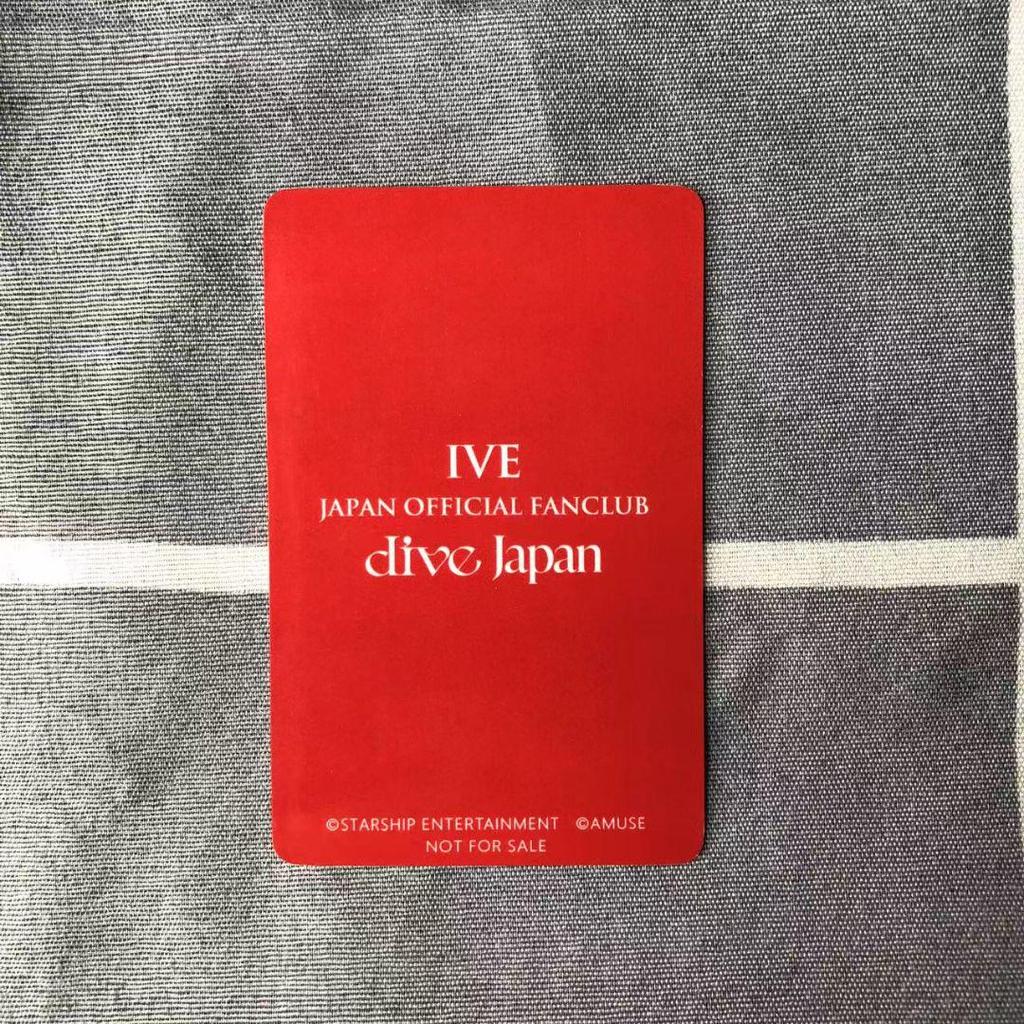 IVE
JAPAN OFFICIAL FANCLUB
dive Japan
©STARSHIP ENTERTAINMENT ©AMUSE
NOT FOR SALE